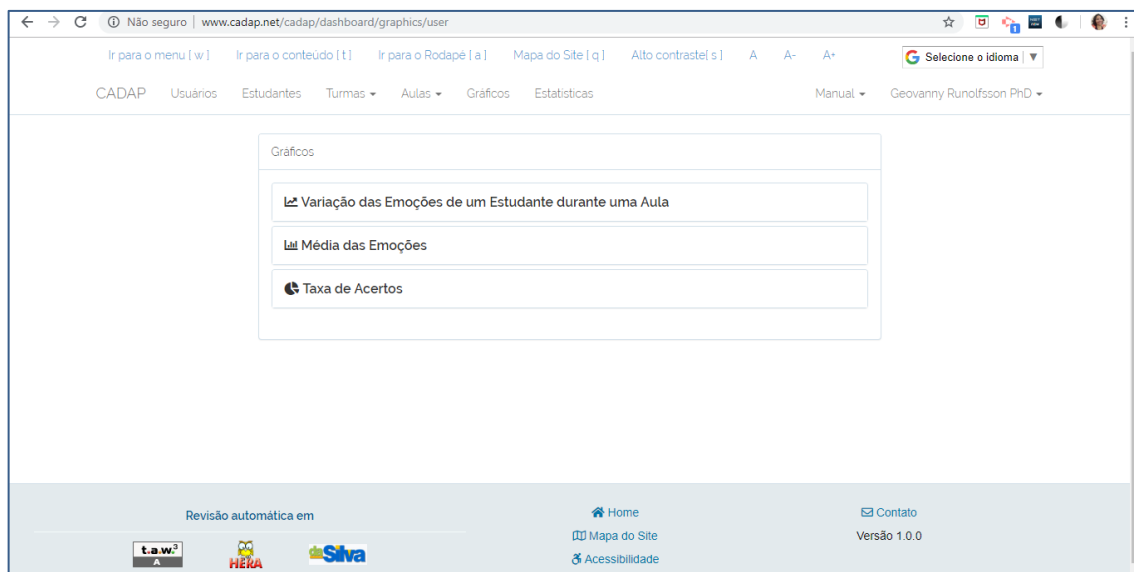 Não seguro | www.cadap.net/cadap/dashboard/graphics/user
Ir para o menu [ w ] Ir para o conteúdo [ t ] Ir para o Rodapé [ a ] Mapa do Site [ q ] Alto contraste[ s ] A A- A+ Selecione o idioma
CADAP Usuários Estudantes Turmas Aulas Gráficos Estatísticas Manual Geovanny Runolfsson PhD
Gráficos
Variação das Emoções de um Estudante durante uma Aula
Média das Emoções
Taxa de Acertos
Revisão automática em
t.a.w.3
A
HERA
daSilva
Home
Mapa do Site
Acessibilidade
Contato
Versão 1.0.0